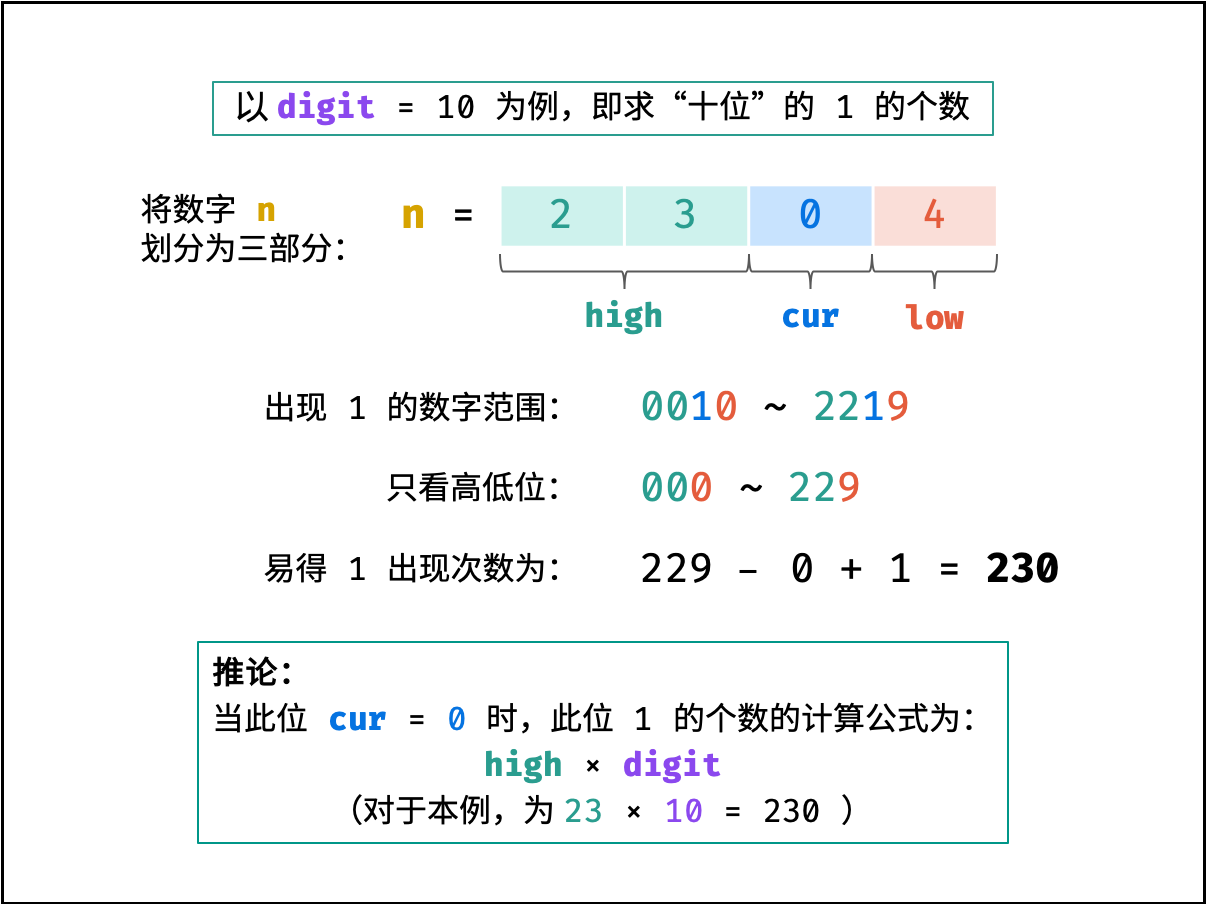 以 digit = 10 为例，即求“十位”的 1 的个数
将数字 n
划分为三部分：
n = 2 3 0 4
high cur low
出现 1 的数字范围： 0010 ~ 2219
只看高低位： 000 ~ 229
易得 1 出现次数为： 229 – 0 + 1 = 230
推论：
当此位 cur = 0 时，此位 1 的个数的计算公式为：
high × digit
（对于本例，为 23 × 10 = 230 ）